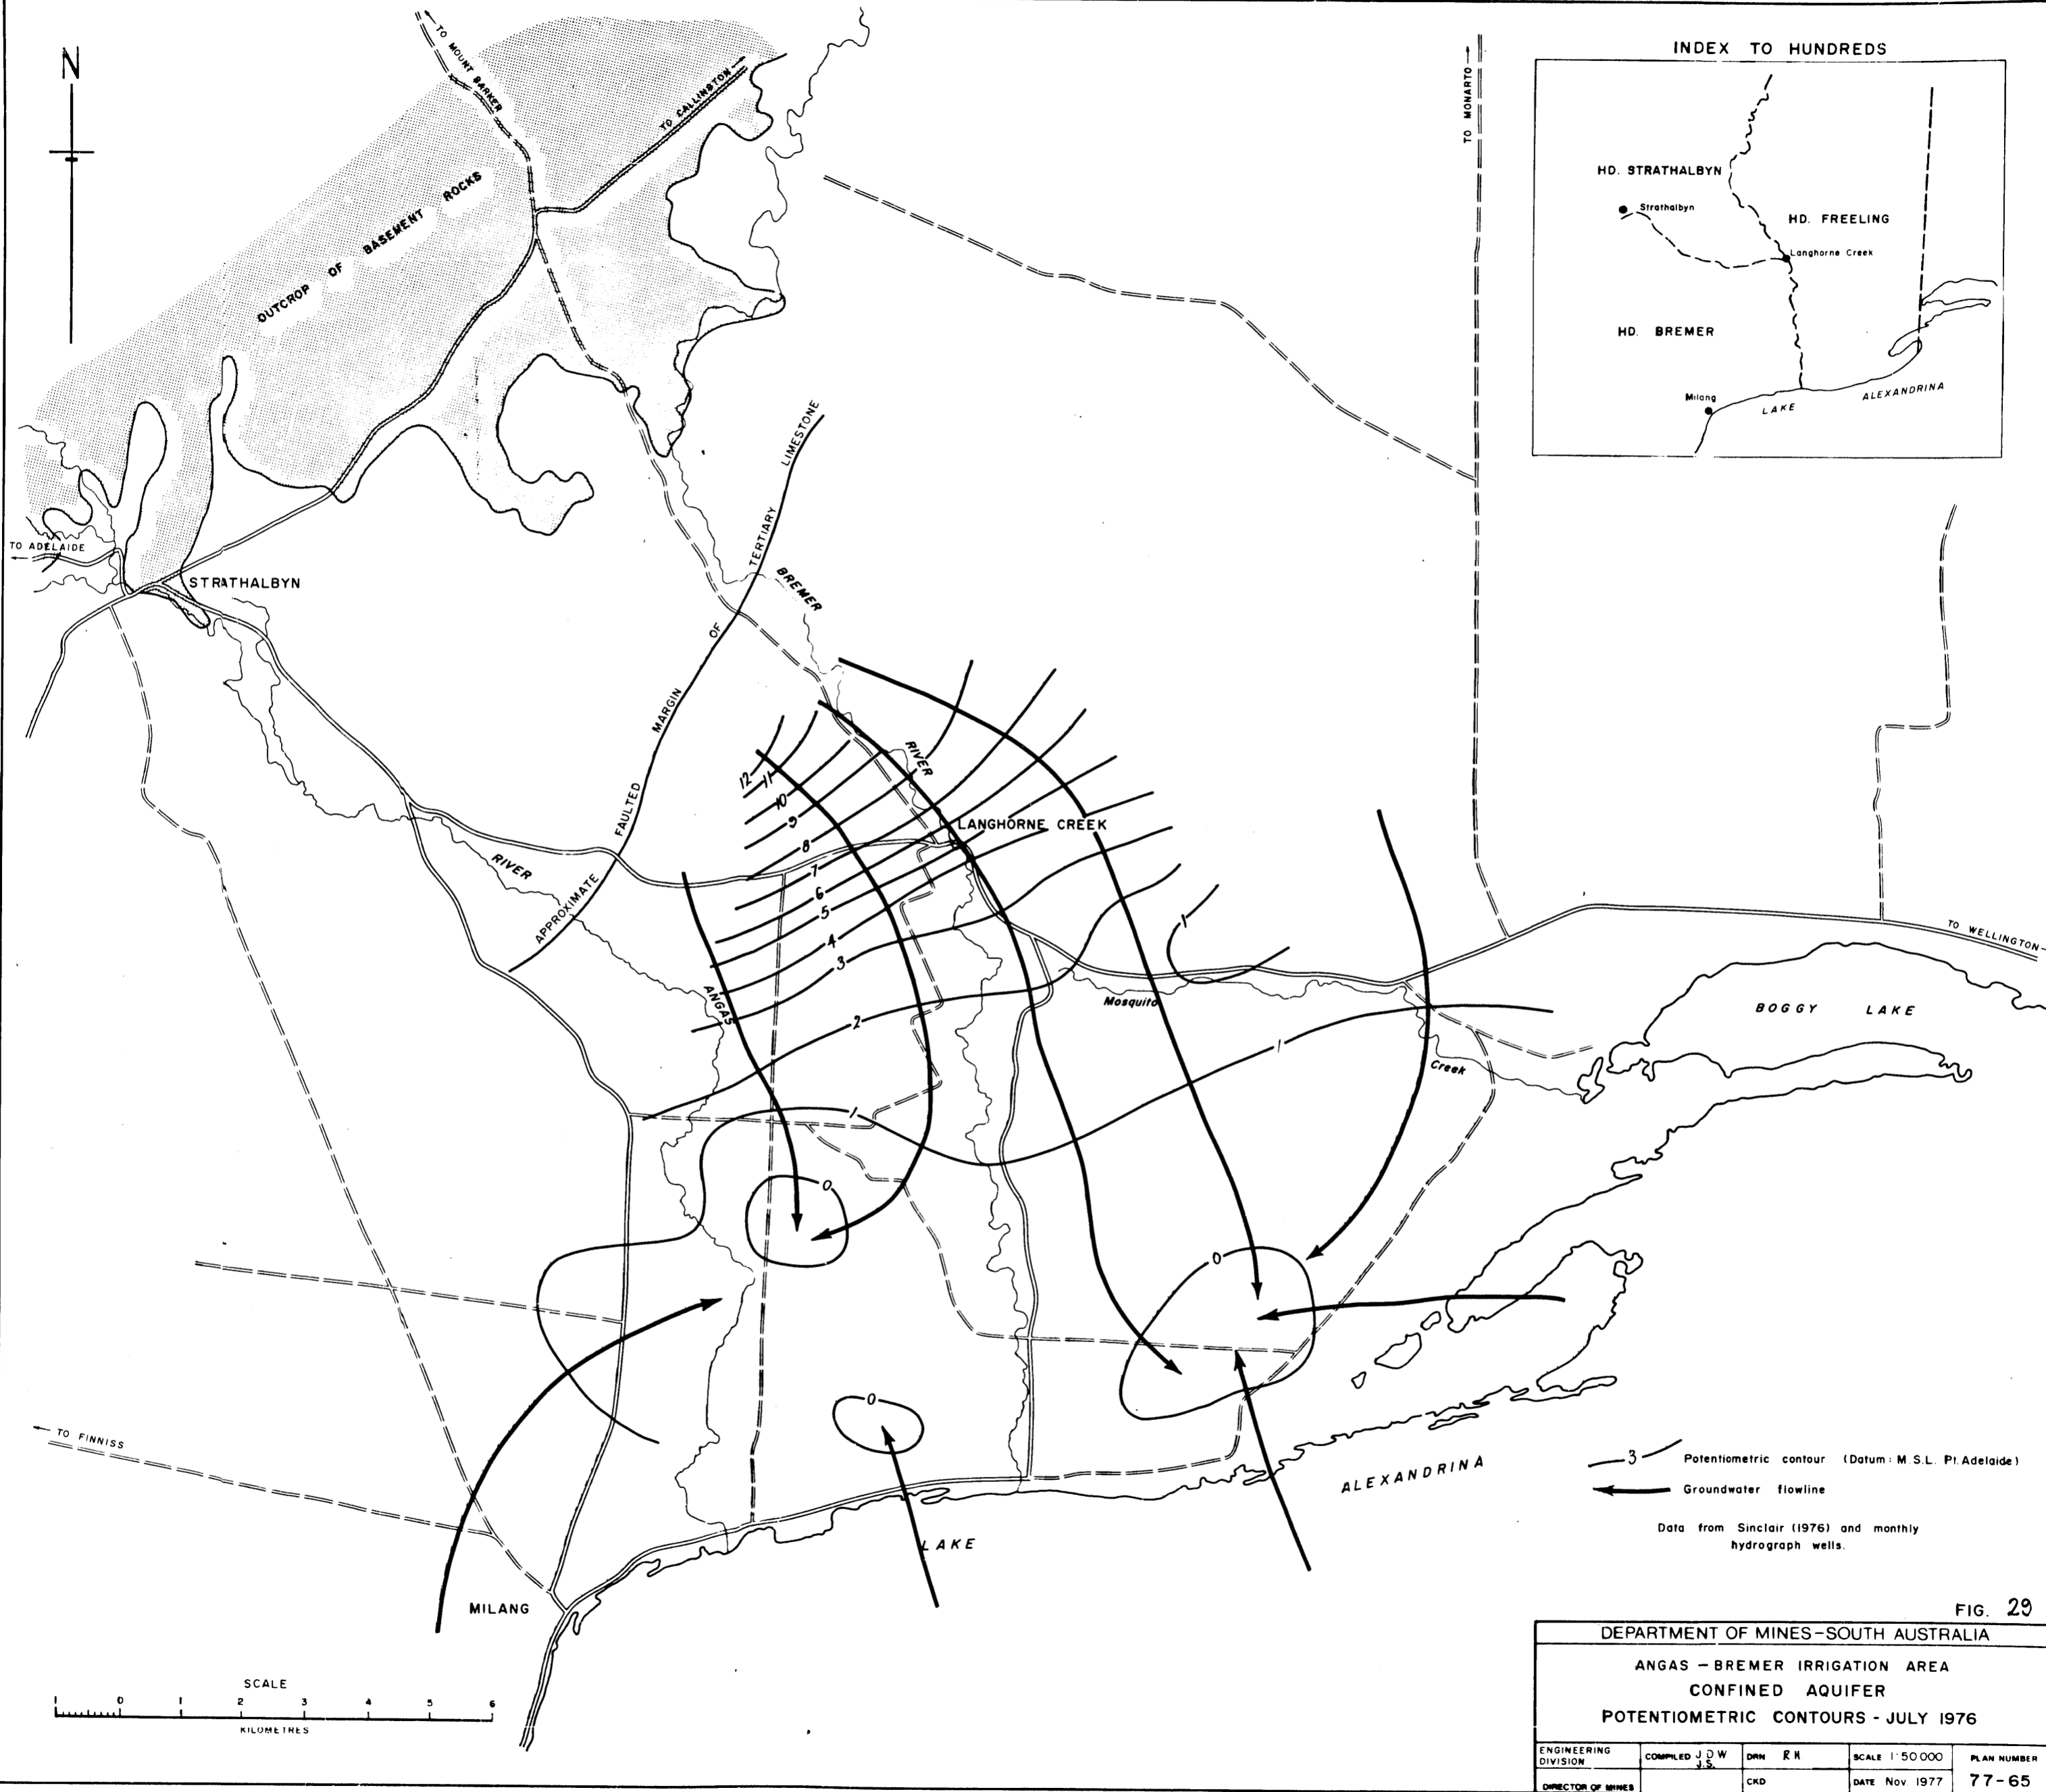 N
TO MOUNT BARKER
TO CALLINGTON
OUTCROP OF BASEMENT ROCKS
TO MONARTO
INDEX TO HUNDREDS
HD. STRATHALBYN
Strathalbyn
HD. FREELING
Langhorne Creek
HD. BREMER
Milang
LAKE ALEXANDRINA
TO ADELAIDE
STRATHALBYN
APPROXIMATE FAULTED MARGIN OF TERTIARY LIMESTONE
BREMER
RIVER
12
11
10
9
8
7
6
5
4
3
2
1
LANGHORNE CREEK
RIVER
ANGAS
1
Mosquito
Creek
1
TO WELLINGTON
BOGGY LAKE
0
0
0
TO FINNISS
MILANG
LAKE
ALEXANDRINA
3 Potentiometric contour (Datum: M.S.L. Pt. Adelaide)
Groundwater flowline
Data from Sinclair (1976) and monthly
hydrograph wells.
SCALE
1 0 1 2 3 4 5 6
KILOMETRES
FIG. 29
DEPARTMENT OF MINES-SOUTH AUSTRALIA
ANGAS - BREMER IRRIGATION AREA
CONFINED AQUIFER
POTENTIOMETRIC CONTOURS - JULY 1976
ENGINEERING
DIVISION
COMPILED J D W
J.S.
DRN R H
SCALE 1:50 000
PLAN NUMBER
DIRECTOR OF MINES
CKD
DATE Nov 1977
77-65